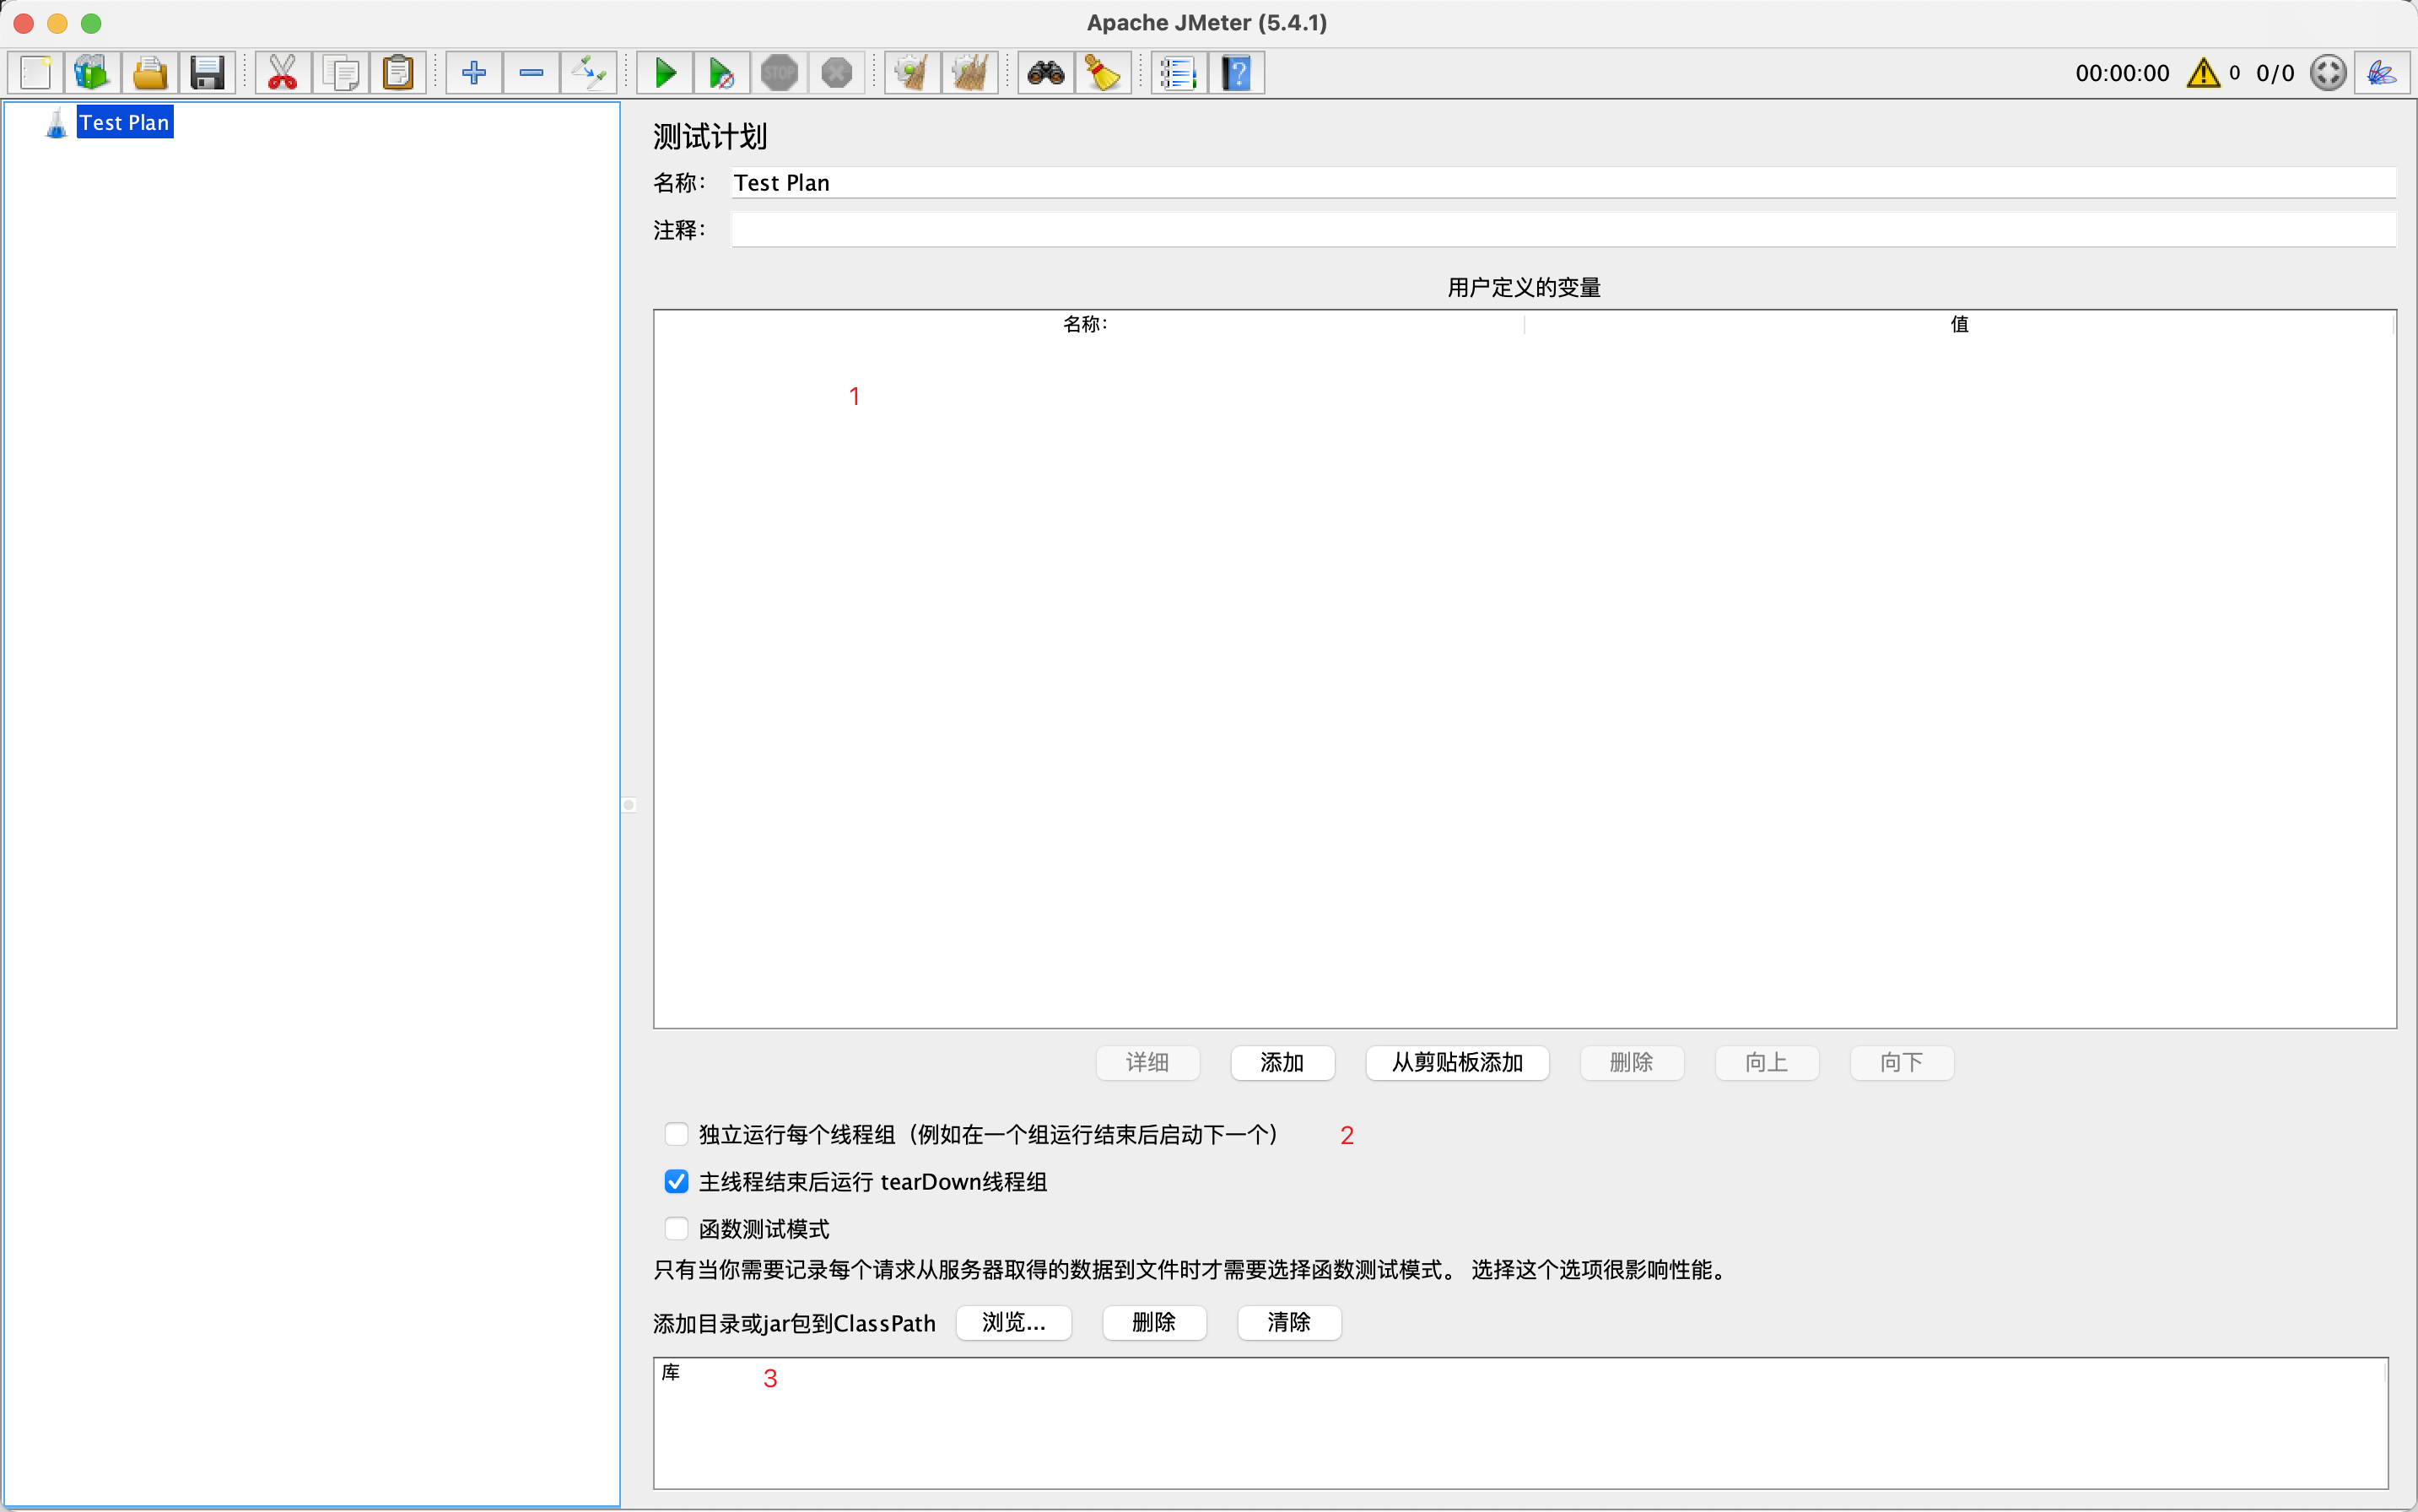 Apache JMeter (5.4.1)
STOP
?
00:00:00 0 0/0
Test Plan
测试计划
名称： Test Plan
注释：
用户定义的变量
名称： 值
1
详细 添加 从剪贴板添加 删除 向上 向下
独立运行每个线程组（例如在一个组运行结束后启动下一个） 2
主线程结束后运行 tearDown线程组
函数测试模式
只有当你需要记录每个请求从服务器取得的数据到文件时才需要选择函数测试模式。 选择这个选项很影响性能。
添加目录或jar包到ClassPath 浏览... 删除 清除
库 3